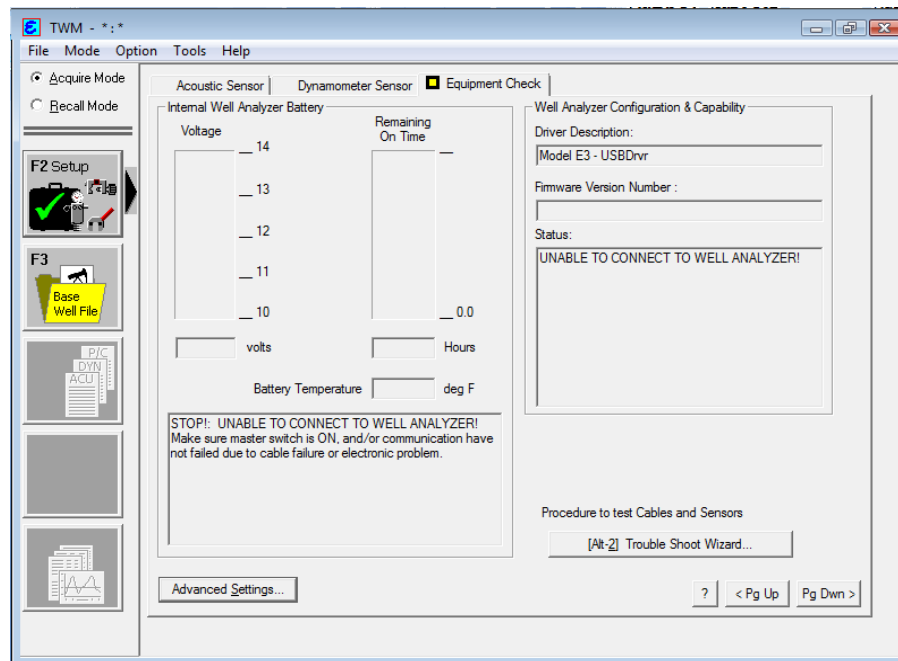 TWM - *:*
File Mode Option Tools Help
Acquire Mode
Recall Mode
F2 Setup
F3
Base
Well File
P/C
DYN
ACU
Acoustic Sensor
Dynamometer Sensor
Equipment Check
Internal Well Analyzer Battery
Voltage
Remaining
On Time
14
13
12
11
10
0.0
volts
Hours
Battery Temperature
deg F
STOP!: UNABLE TO CONNECT TO WELL ANALYZER!
Make sure master switch is ON, and/or communication have
not failed due to cable failure or electronic problem.
Advanced Settings...
Well Analyzer Configuration & Capability
Driver Description:
Model E3 - USBDrvr
Firmware Version Number :
Status:
UNABLE TO CONNECT TO WELL ANALYZER!
Procedure to test Cables and Sensors
[Alt-2] Trouble Shoot Wizard...
?
< Pg Up
Pg Dwn >